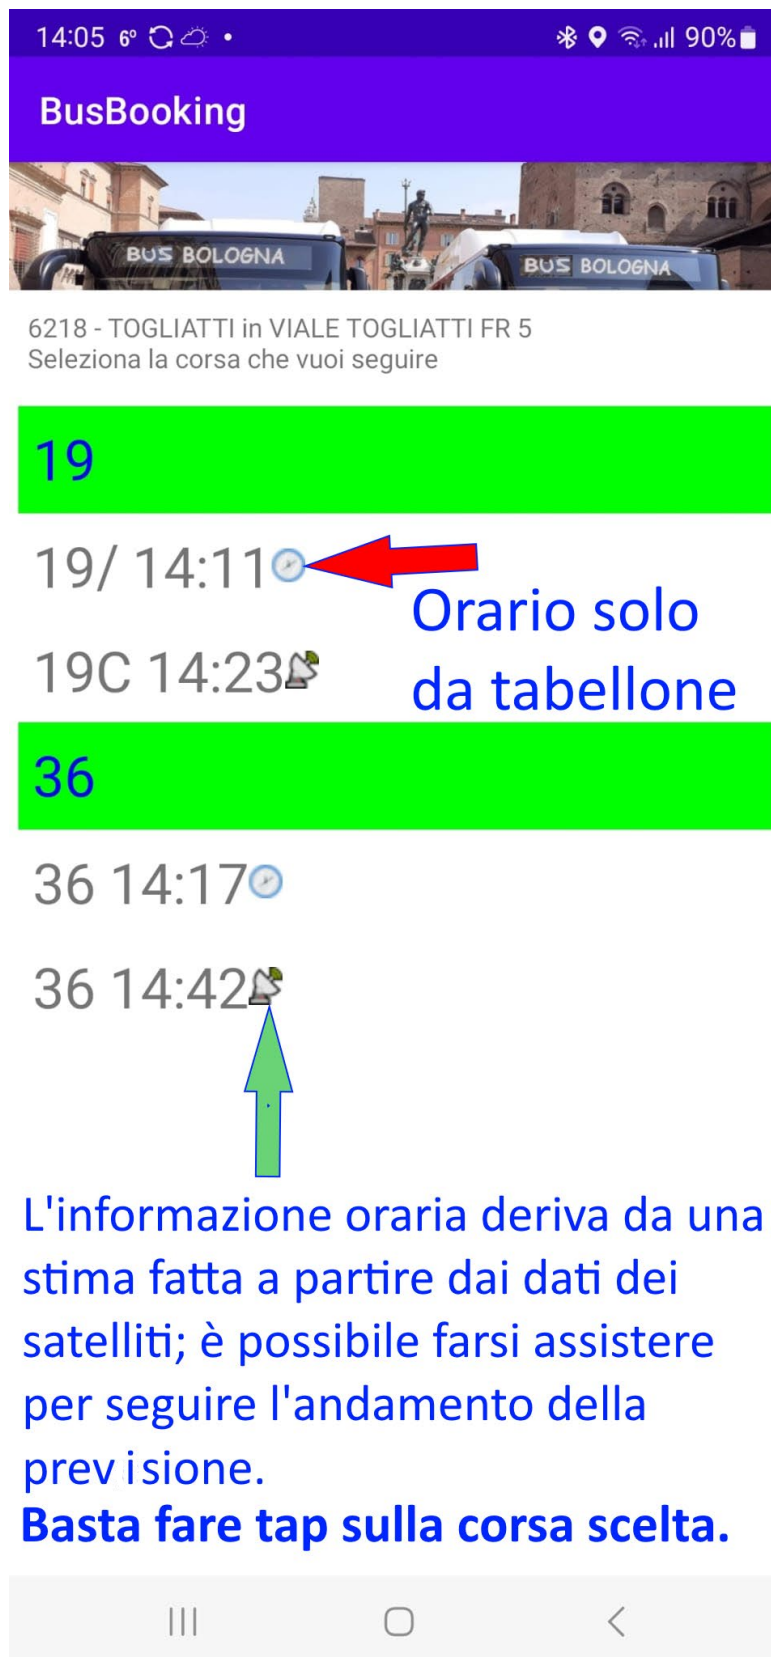 14:05 6° 90%
BusBooking
BUS BOLOGNA
BUS BOLOGNA
6218 - TOGLIATTI in VIALE TOGLIATTI FR 5
Seleziona la corsa che vuoi seguire
19
19/ 14:11
Orario solo
da tabellone
19C 14:23
36
36 14:17
36 14:42
L'informazione oraria deriva da una
stima fatta a partire dai dati dei
satelliti; è possibile farsi assistere
per seguire l'andamento della
previsione.
Basta fare tap sulla corsa scelta.